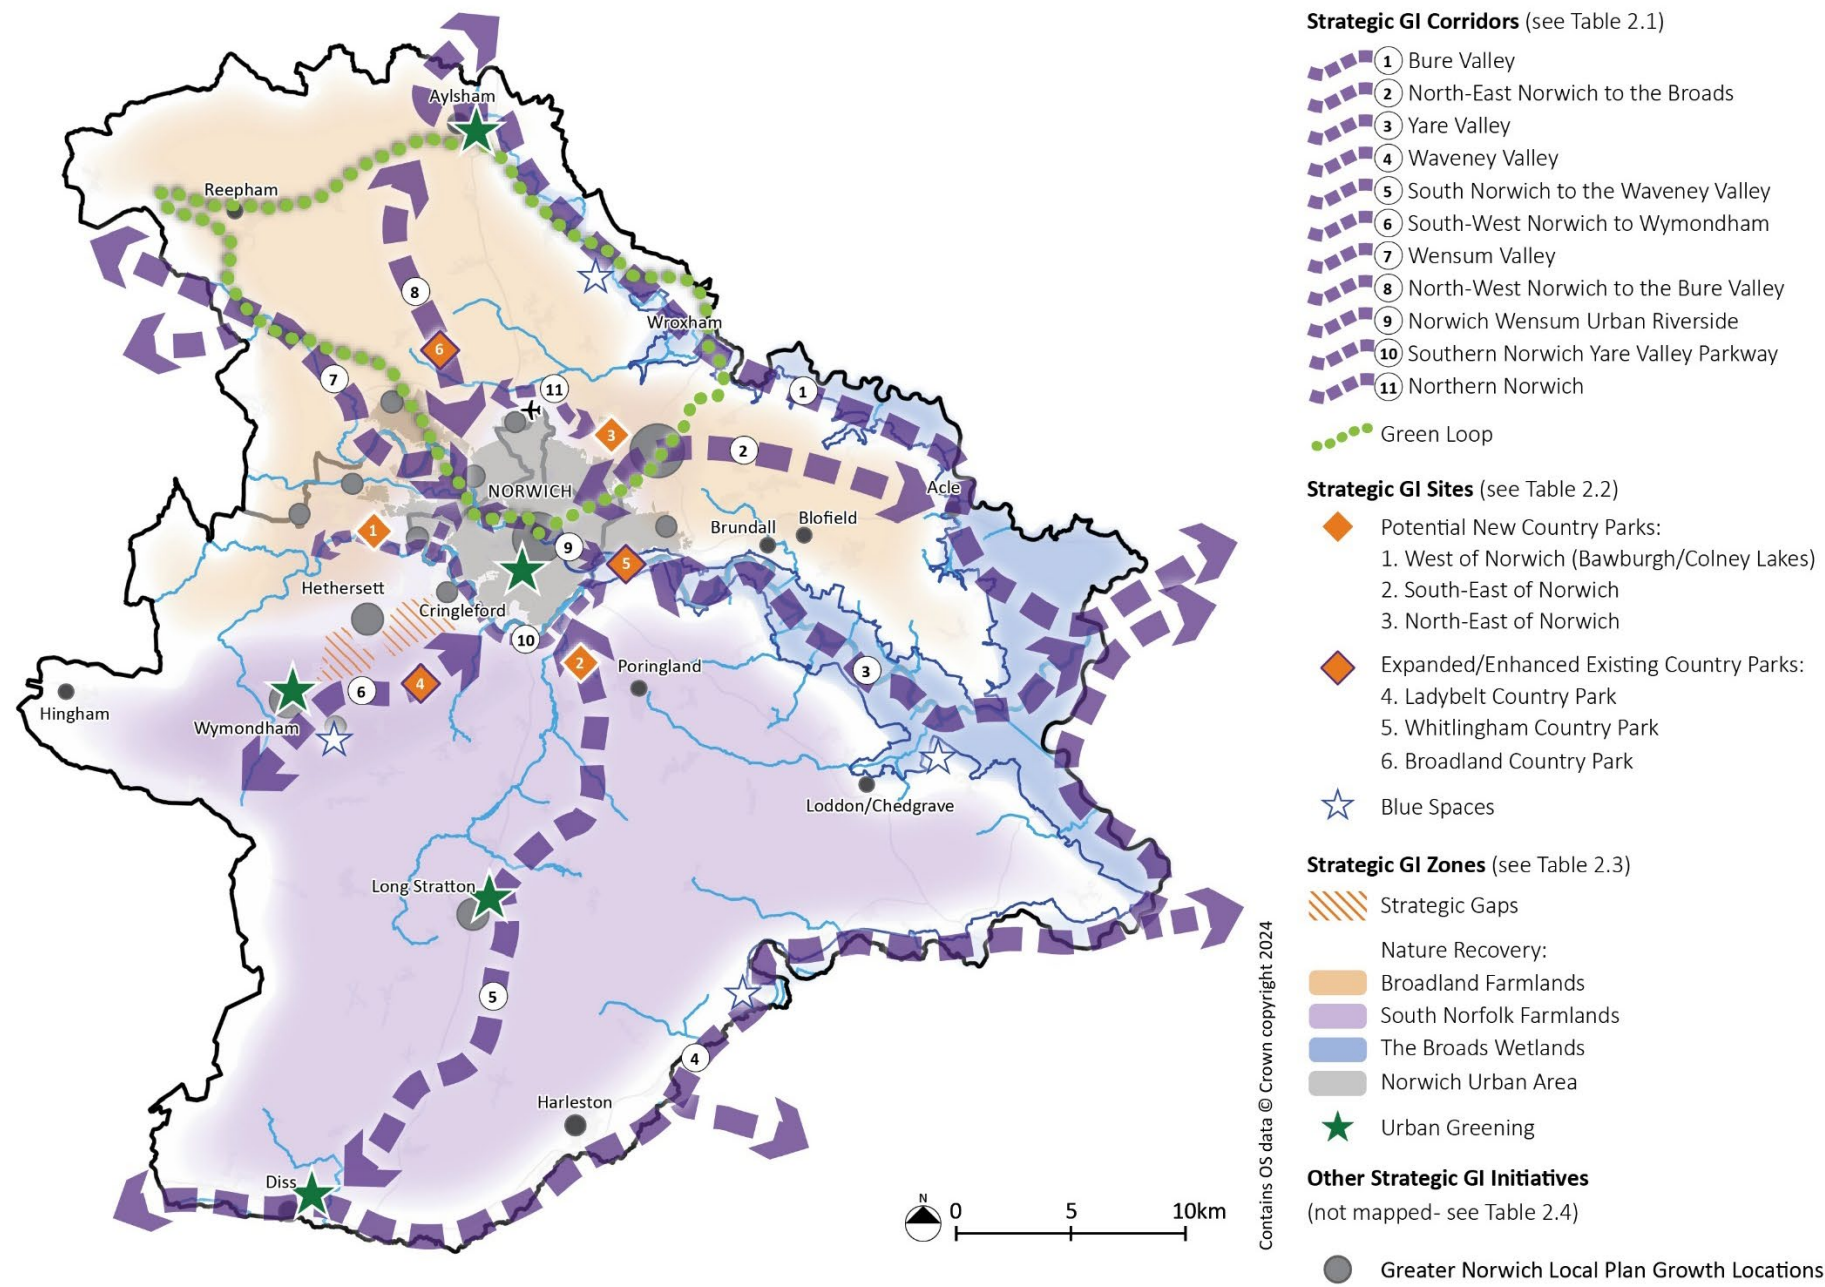 Aylsham
Reepham
8
Wroxham
6
7
11
1
3
2
NORWICH
Acle
Brundall
Blofield
1
9
5
Hethersett
Cringleford
10
2
Poringland
3
Hingham
6
4
Wymondham
Loddon/Chedgrave
Long Stratton
5
4
Harleston
Diss
N
0 5 10km
Contains OS data © Crown copyright 2024
Strategic GI Corridors (see Table 2.1)
1 Bure Valley
2 North-East Norwich to the Broads
3 Yare Valley
4 Waveney Valley
5 South Norwich to the Waveney Valley
6 South-West Norwich to Wymondham
7 Wensum Valley
8 North-West Norwich to the Bure Valley
9 Norwich Wensum Urban Riverside
10 Southern Norwich Yare Valley Parkway
11 Northern Norwich
Green Loop
Strategic GI Sites (see Table 2.2)
Potential New Country Parks:
1. West of Norwich (Bawburgh/Colney Lakes)
2. South-East of Norwich
3. North-East of Norwich
Expanded/Enhanced Existing Country Parks:
4. Ladybelt Country Park
5. Whitlingham Country Park
6. Broadland Country Park
Blue Spaces
Strategic GI Zones (see Table 2.3)
Strategic Gaps
Nature Recovery:
Broadland Farmlands
South Norfolk Farmlands
The Broads Wetlands
Norwich Urban Area
Urban Greening
Other Strategic GI Initiatives
(not mapped- see Table 2.4)
Greater Norwich Local Plan Growth Locations